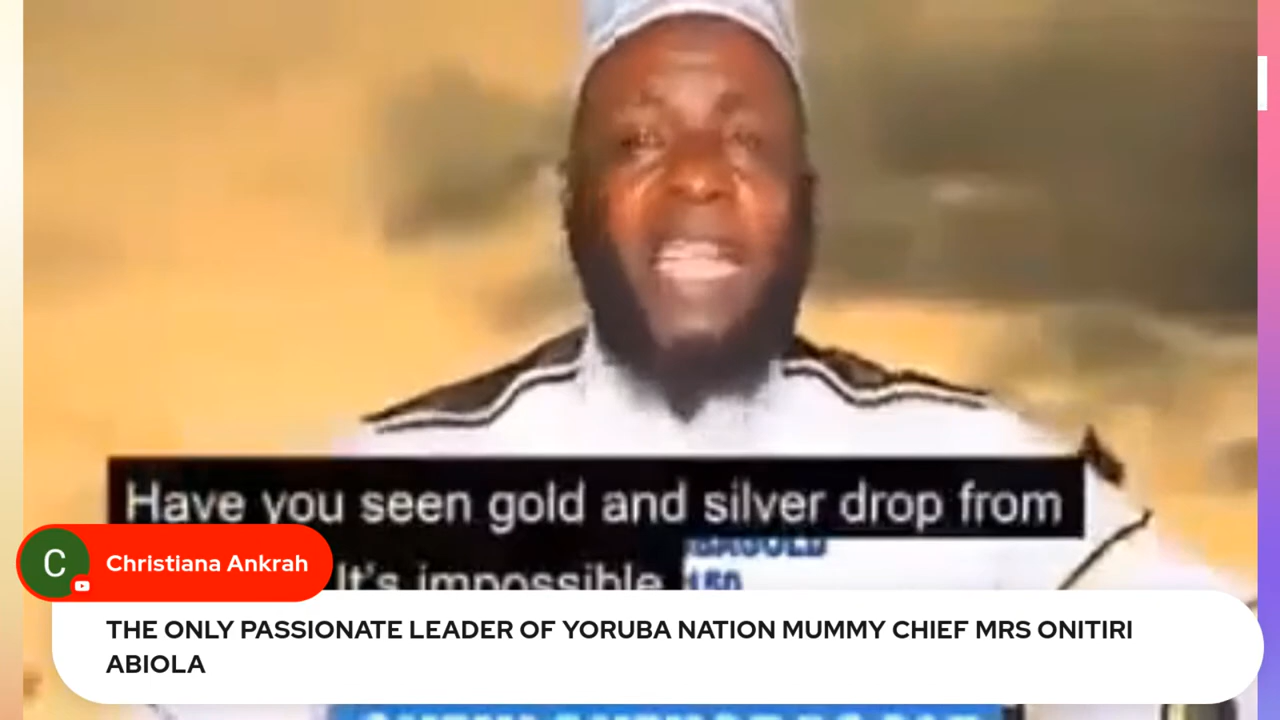 Have you seen gold and silver drop from
It's impossible
C
Christiana Ankrah
THE ONLY PASSIONATE LEADER OF YORUBA NATION MUMMY CHIEF MRS ONITIRI
ABIOLA